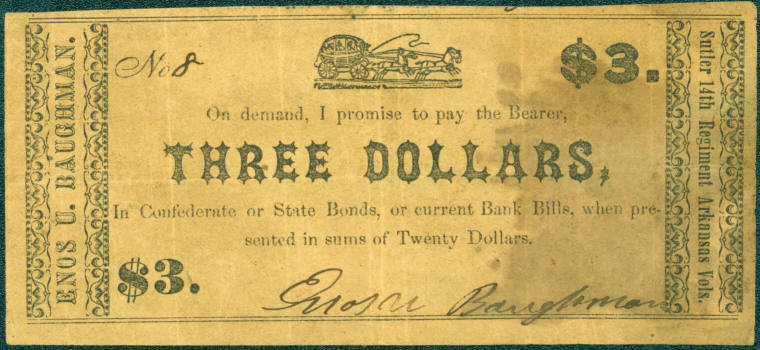 ENOS U. BAUGHMAN.
No 8
$3.
On demand, I promise to pay the Bearer,
THREE DOLLARS,
In Confederate or State Bonds, or current Bank Bills, when pre-
sented in sums of Twenty Dollars.
$3.
Enos U Baughman
Sutler 14th Regiment Arkansas Vols.